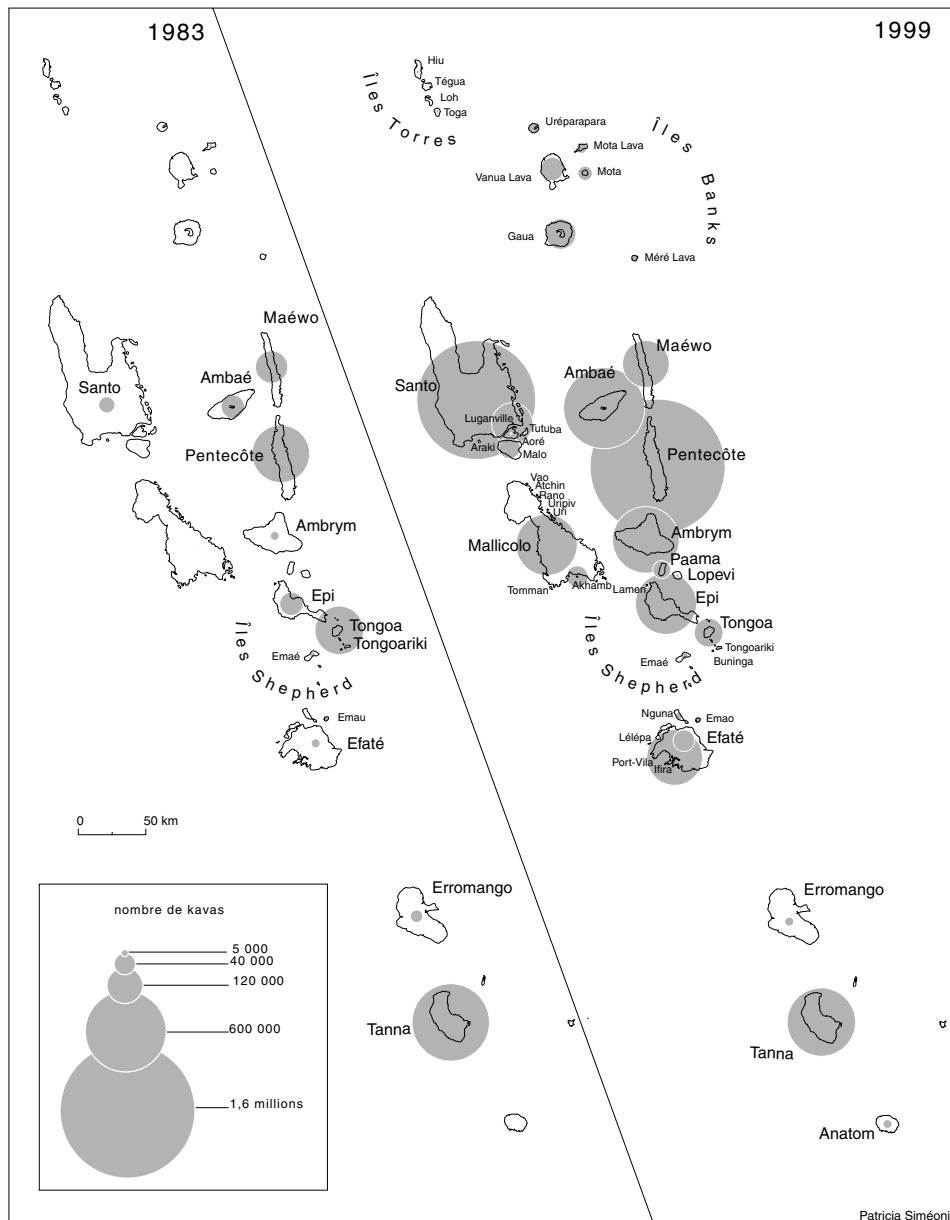 1983
1999
Hiu
Tégua
Loh
Toga
Îles Torres
Uréparapara
Mota Lava
Vanua Lava
Mota
Îles Banks
Gaua
Méré Lava
Maéwo
Santo
Ambaé
Pentecôte
Ambrym
Epi
Tongoa
Tongoariki
Emaé
Îles Shepherd
Emau
Efaté
Maéwo
Ambaé
Santo
Luganville
Tutuba
Aoré
Araki
Malo
Pentecôte
Vao
Atchin
Rano
Uripiv
Uri
Mallicolo
Ambrym
Paama
Lopevi
Tomman
Akhamb
Lamen
Epi
Tongoa
Tongoariki
Buninga
Emaé
Îles Shepherd
Nguna
Emao
Lélépa
Efaté
Port-Vila
Ifira
0 50 km
Erromango
Erromango
nombre de kavas
5 000
40 000
120 000
600 000
1,6 millions
Tanna
Tanna
Anatom
Patricia Siméoni